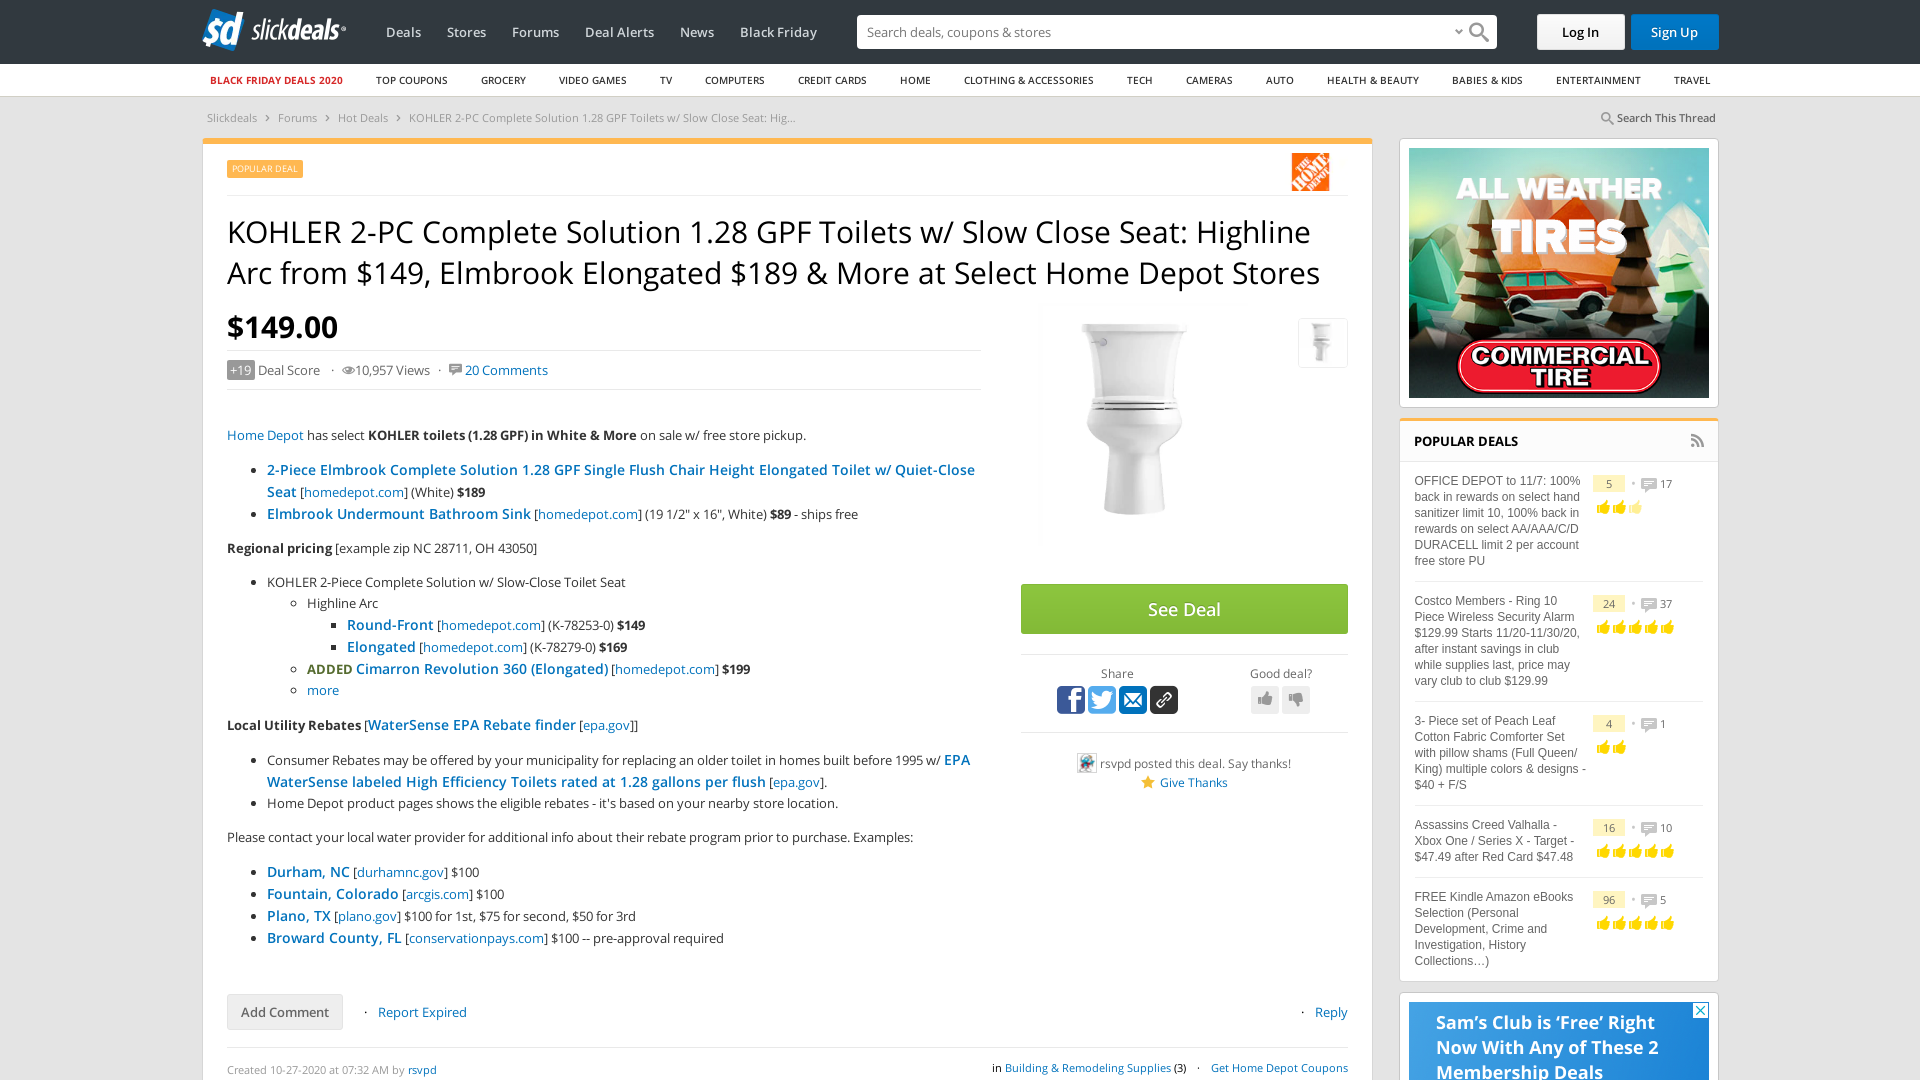 slickdeals
Deals
Stores
Forums
Deal Alerts
News
Black Friday
Search deals, coupons & stores
Log In
Sign Up
BLACK FRIDAY DEALS 2020
TOP COUPONS
GROCERY
VIDEO GAMES
TV
COMPUTERS
CREDIT CARDS
HOME
CLOTHING & ACCESSORIES
TECH
CAMERAS
AUTO
HEALTH & BEAUTY
BABIES & KIDS
ENTERTAINMENT
TRAVEL
Slickdeals › Forums › Hot Deals › KOHLER 2-PC Complete Solution 1.28 GPF Toilets w/ Slow Close Seat: Hig...
Search This Thread
POPULAR DEAL
THE HOME DEPOT
KOHLER 2-PC Complete Solution 1.28 GPF Toilets w/ Slow Close Seat: Highline
Arc from $149, Elmbrook Elongated $189 & More at Select Home Depot Stores
$149.00
+19 Deal Score · 10,957 Views · 20 Comments
Home Depot has select KOHLER toilets (1.28 GPF) in White & More on sale w/ free store pickup.
2-Piece Elmbrook Complete Solution 1.28 GPF Single Flush Chair Height Elongated Toilet w/ Quiet-Close
Seat [homedepot.com] (White) $189
Elmbrook Undermount Bathroom Sink [homedepot.com] (19 1/2" x 16", White) $89 - ships free
Regional pricing [example zip NC 28711, OH 43050]
KOHLER 2-Piece Complete Solution w/ Slow-Close Toilet Seat
Highline Arc
Round-Front [homedepot.com] (K-78253-0) $149
Elongated [homedepot.com] (K-78279-0) $169
ADDED Cimarron Revolution 360 (Elongated) [homedepot.com] $199
more
Local Utility Rebates [WaterSense EPA Rebate finder [epa.gov]]
Consumer Rebates may be offered by your municipality for replacing an older toilet in homes built before 1995 w/ EPA
WaterSense labeled High Efficiency Toilets rated at 1.28 gallons per flush [epa.gov].
Home Depot product pages shows the eligible rebates - it's based on your nearby store location.
Please contact your local water provider for additional info about their rebate program prior to purchase. Examples:
Durham, NC [durhamnc.gov] $100
Fountain, Colorado [arcgis.com] $100
Plano, TX [plano.gov] $100 for 1st, $75 for second, $50 for 3rd
Broward County, FL [conservationpays.com] $100 -- pre-approval required
See Deal
Share
Good deal?
rsvpd posted this deal. Say thanks!
Give Thanks
Add Comment
· Report Expired
· Reply
Created 10-27-2020 at 07:32 AM by rsvpd
in Building & Remodeling Supplies (3) · Get Home Depot Coupons
ALL WEATHER
TIRES
COMMERCIAL
TIRE
POPULAR DEALS
OFFICE DEPOT to 11/7: 100%
back in rewards on select hand
sanitizer limit 10, 100% back in
rewards on select AA/AAA/C/D
DURACELL limit 2 per account
free store PU
5 • 17
Costco Members - Ring 10
Piece Wireless Security Alarm
$129.99 Starts 11/20-11/30/20,
after instant savings in club
while supplies last, price may
vary club to club $129.99
24 • 37
3- Piece set of Peach Leaf
Cotton Fabric Comforter Set
with pillow shams (Full Queen/
King) multiple colors & designs -
$40 + F/S
4 • 1
Assassins Creed Valhalla -
Xbox One / Series X - Target -
$47.49 after Red Card $47.48
16 • 10
FREE Kindle Amazon eBooks
Selection (Personal
Development, Crime and
Investigation, History
Collections…)
96 • 5
Sam's Club is 'Free' Right
Now With Any of These 2
Membership Deals